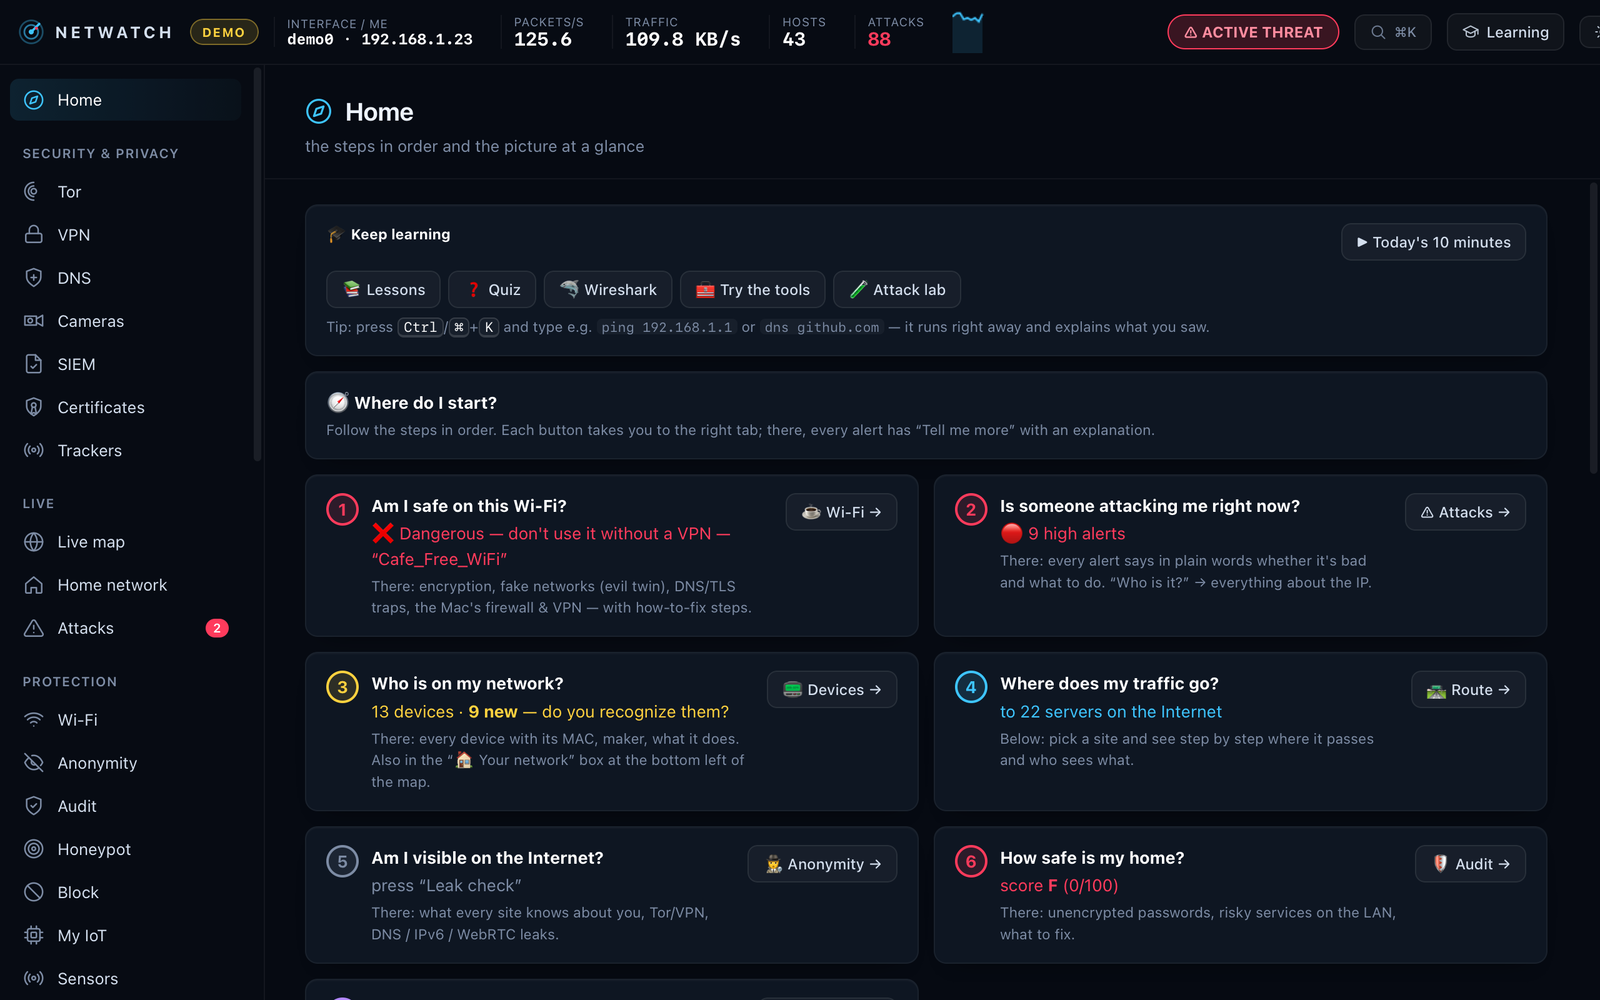 NETWATCH
DEMO
INTERFACE / ME
demo0 · 192.168.1.23
PACKETS/S
125.6
TRAFFIC
109.8 KB/s
HOSTS
43
ATTACKS
88
ACTIVE THREAT
⌘K
Learning
Home
SECURITY & PRIVACY
Tor
VPN
DNS
Cameras
SIEM
Certificates
Trackers
LIVE
Live map
Home network
Attacks
2
PROTECTION
Wi-Fi
Anonymity
Audit
Honeypot
Block
My IoT
Sensors
Home
the steps in order and the picture at a glance
Keep learning
Today's 10 minutes
Lessons
Quiz
Wireshark
Try the tools
Attack lab
Tip: press Ctrl/⌘+K and type e.g. ping 192.168.1.1 or dns github.com — it runs right away and explains what you saw.
Where do I start?
Follow the steps in order. Each button takes you to the right tab; there, every alert has “Tell me more” with an explanation.
1
Am I safe on this Wi-Fi?
Wi-Fi →
❌ Dangerous — don't use it without a VPN —
“Cafe_Free_WiFi”
There: encryption, fake networks (evil twin), DNS/TLS
traps, the Mac's firewall & VPN — with how-to-fix steps.
2
Is someone attacking me right now?
Attacks →
9 high alerts
There: every alert says in plain words whether it's bad
and what to do. “Who is it?” → everything about the IP.
3
Who is on my network?
Devices →
13 devices · 9 new — do you recognize them?
There: every device with its MAC, maker, what it does.
Also in the “🏠 Your network” box at the bottom left of
the map.
4
Where does my traffic go?
Route →
to 22 servers on the Internet
Below: pick a site and see step by step where it passes
and who sees what.
5
Am I visible on the Internet?
Anonymity →
press “Leak check”
There: what every site knows about you, Tor/VPN,
DNS / IPv6 / WebRTC leaks.
6
How safe is my home?
Audit →
score F (0/100)
There: unencrypted passwords, risky services on the LAN,
what to fix.